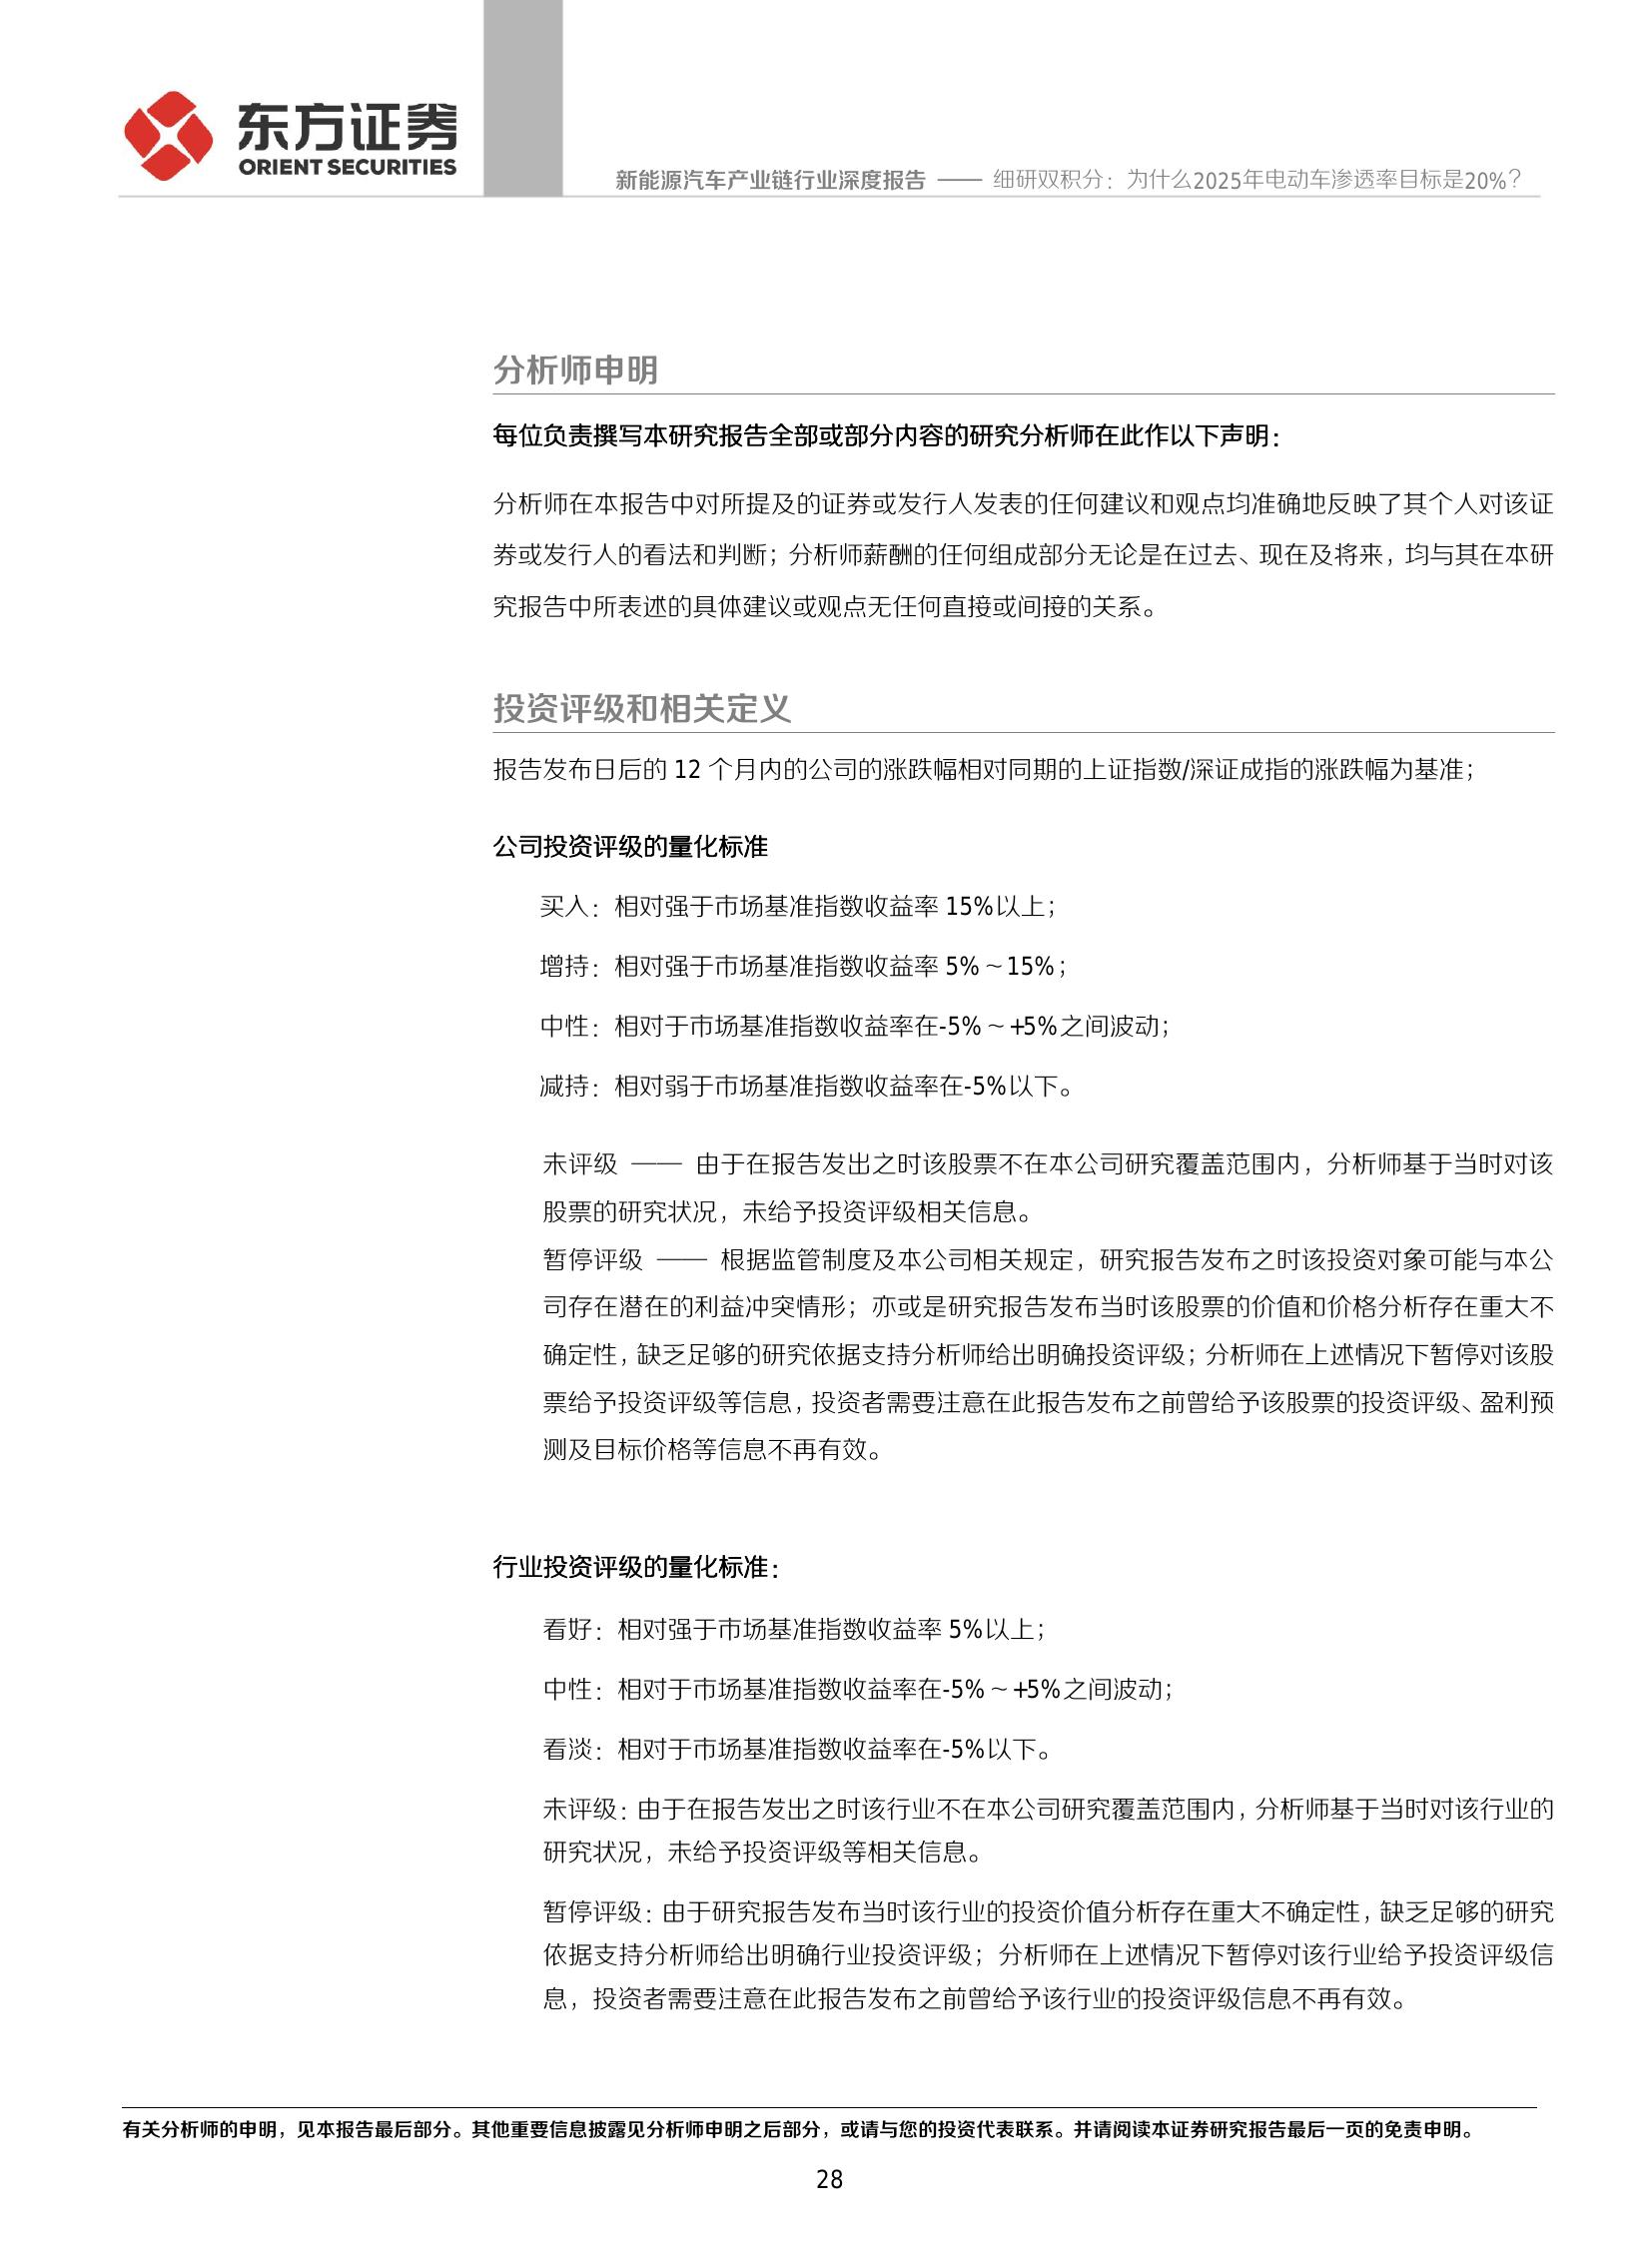 东方证券
ORIENT SECURITIES
新能源汽车产业链行业深度报告 —— 细研双积分：为什么2025年电动车渗透率目标是20%？
分析师申明
每位负责撰写本研究报告全部或部分内容的研究分析师在此作以下声明：
分析师在本报告中对所提及的证券或发行人发表的任何建议和观点均准确地反映了其个人对该证
券或发行人的看法和判断；分析师薪酬的任何组成部分无论是在过去、现在及将来，均与其在本研
究报告中所表述的具体建议或观点无任何直接或间接的关系。
投资评级和相关定义
报告发布日后的 12 个月内的公司的涨跌幅相对同期的上证指数/深证成指的涨跌幅为基准；
公司投资评级的量化标准
买入：相对强于市场基准指数收益率 15%以上；
增持：相对强于市场基准指数收益率 5%～15%；
中性：相对于市场基准指数收益率在-5%～+5%之间波动；
减持：相对弱于市场基准指数收益率在-5%以下。
未评级 —— 由于在报告发出之时该股票不在本公司研究覆盖范围内，分析师基于当时对该
股票的研究状况，未给予投资评级相关信息。
暂停评级 —— 根据监管制度及本公司相关规定，研究报告发布之时该投资对象可能与本公
司存在潜在的利益冲突情形；亦或是研究报告发布当时该股票的价值和价格分析存在重大不
确定性，缺乏足够的研究依据支持分析师给出明确投资评级；分析师在上述情况下暂停对该股
票给予投资评级等信息，投资者需要注意在此报告发布之前曾给予该股票的投资评级、盈利预
测及目标价格等信息不再有效。
行业投资评级的量化标准：
看好：相对强于市场基准指数收益率 5%以上；
中性：相对于市场基准指数收益率在-5%～+5%之间波动；
看淡：相对于市场基准指数收益率在-5%以下。
未评级：由于在报告发出之时该行业不在本公司研究覆盖范围内，分析师基于当时对该行业的
研究状况，未给予投资评级等相关信息。
暂停评级：由于研究报告发布当时该行业的投资价值分析存在重大不确定性，缺乏足够的研究
依据支持分析师给出明确行业投资评级；分析师在上述情况下暂停对该行业给予投资评级信
息，投资者需要注意在此报告发布之前曾给予该行业的投资评级信息不再有效。
有关分析师的申明，见本报告最后部分。其他重要信息披露见分析师申明之后部分，或请与您的投资代表联系。并请阅读本证券研究报告最后一页的免责申明。
28